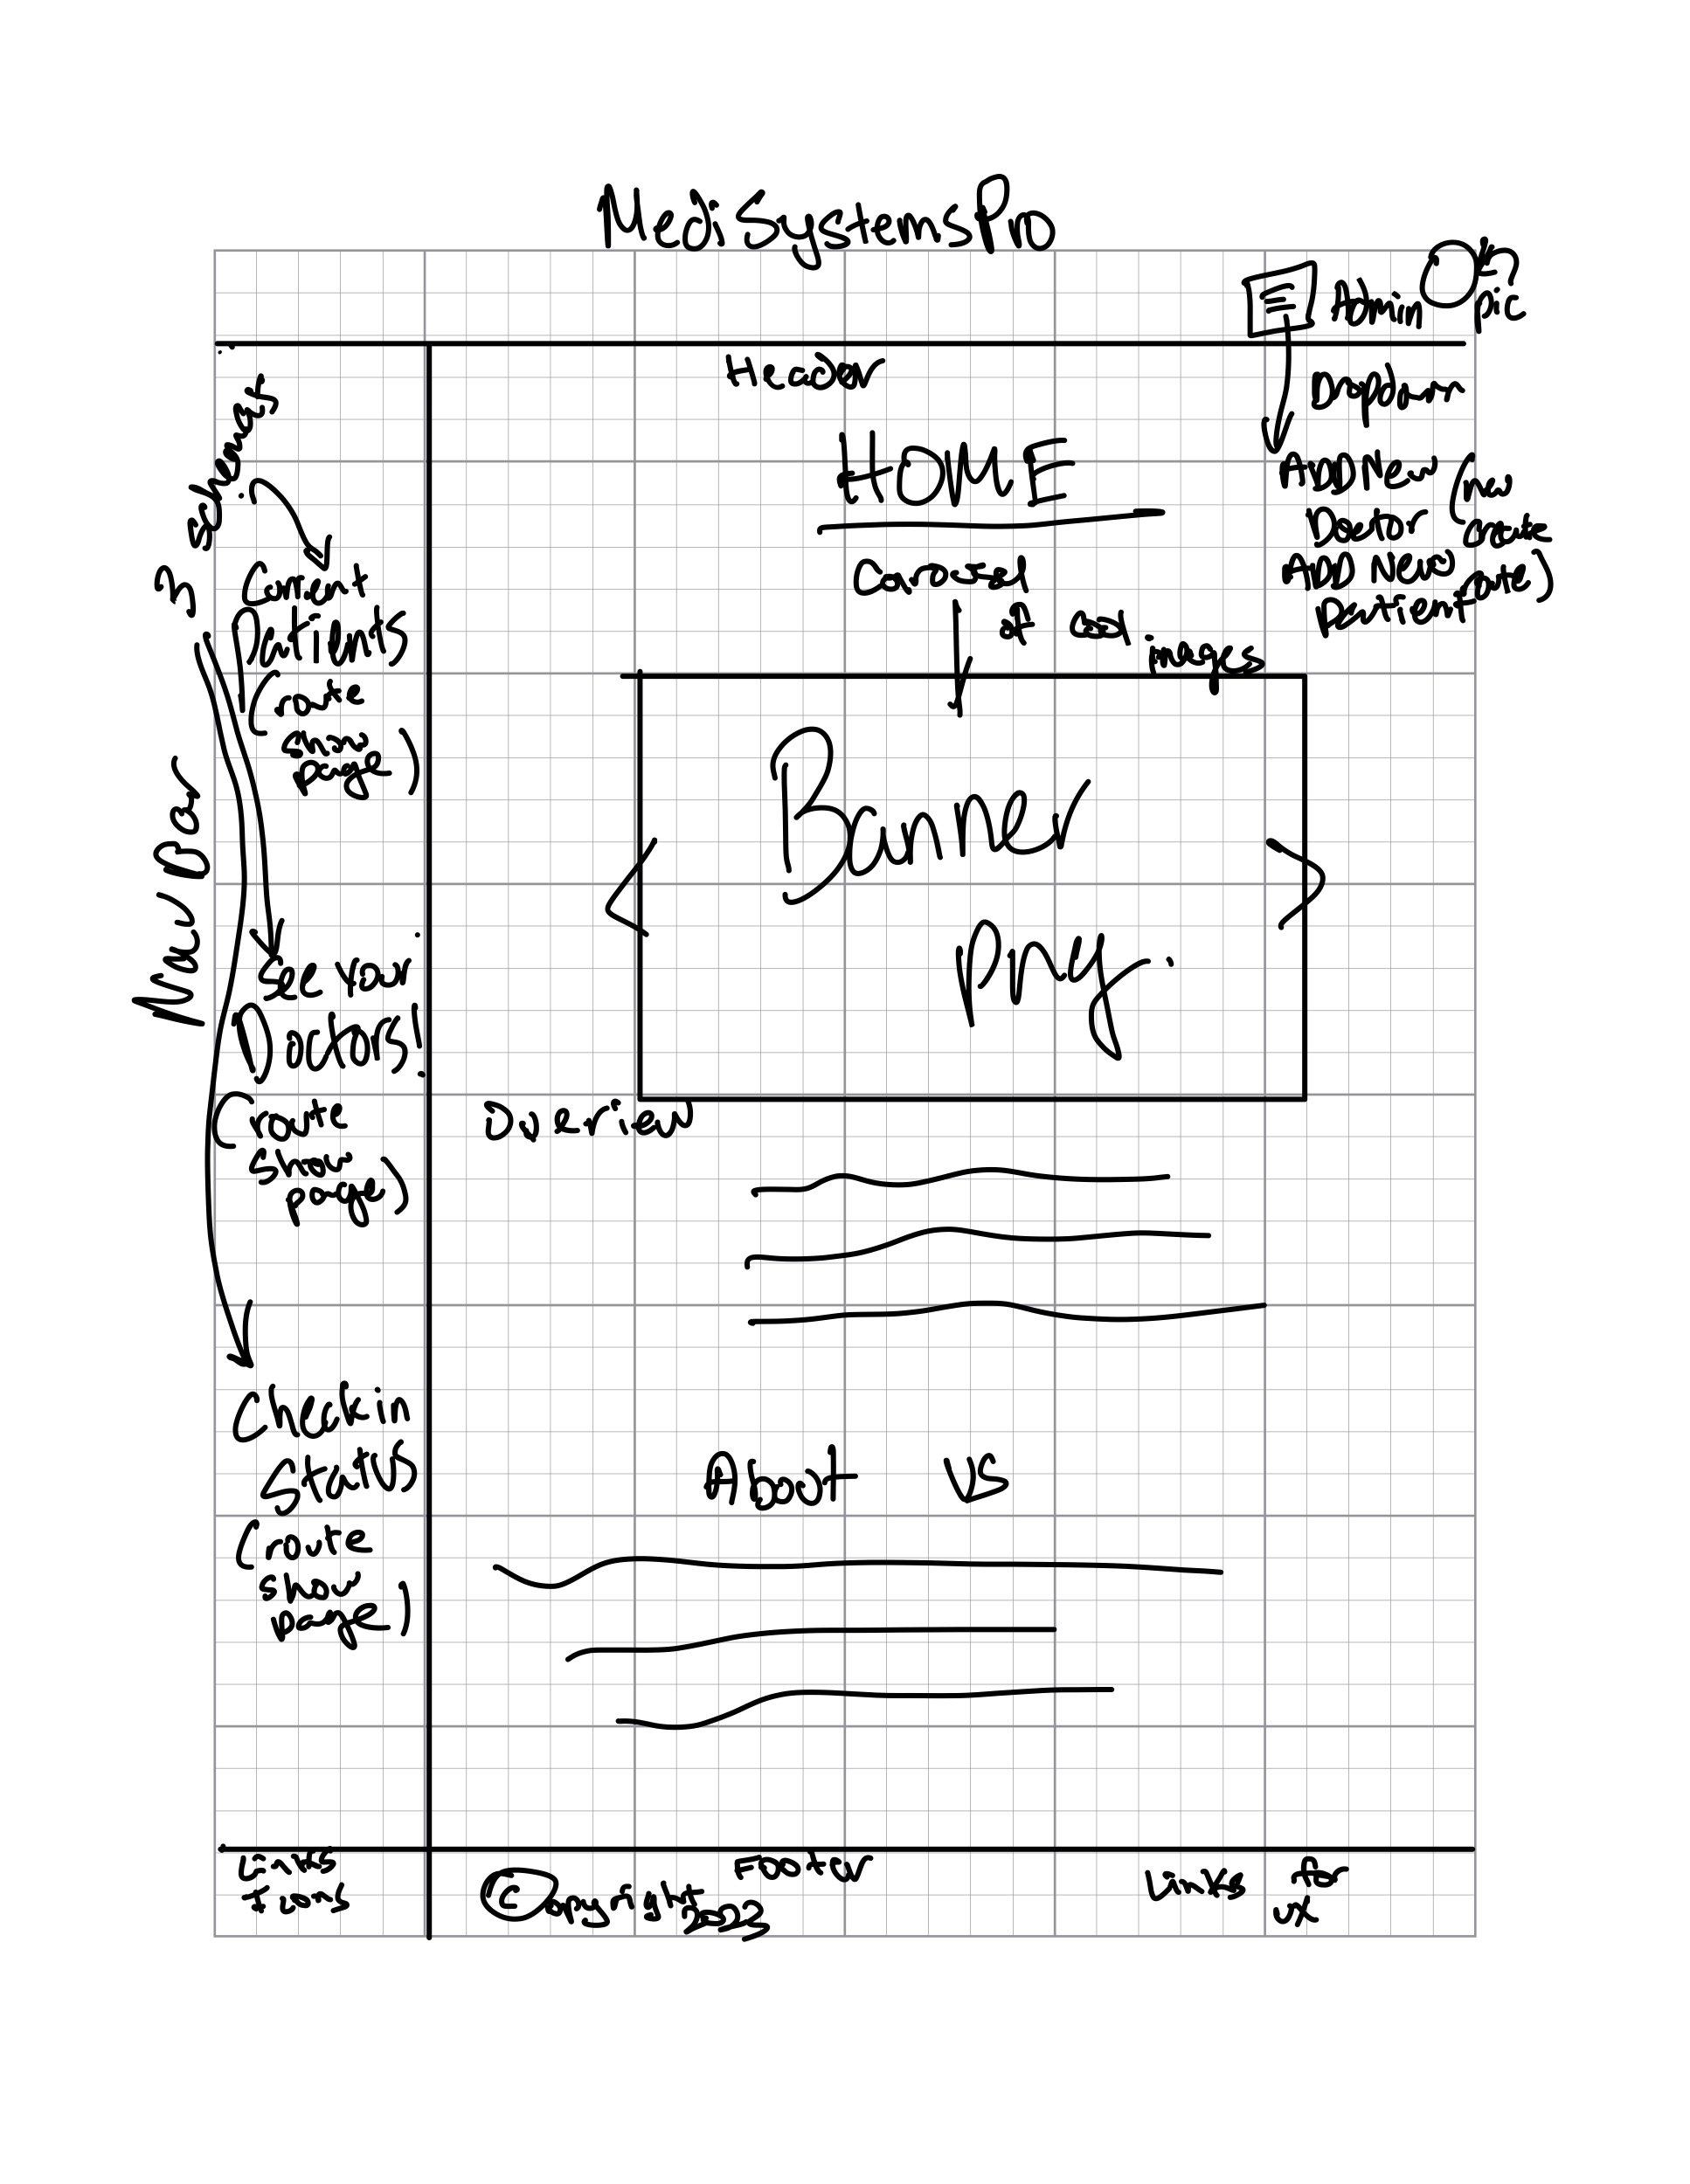 MediSystemsPro
Admin
pic
Header
Dropdown
HOME
ADD New
Doctor
ADD New
Patient
(new
create
route)
Carousel
of cool
images
Nav Bar
3 schemas
Current
Patients
(route
show
page)
See Your
Doctors!
(route
show
page)
Checkin
Status
(route
show
page)
Banner
Png.
Overview
About Us
Links
Icons
©opyright
2023
Footer
Links for
UX